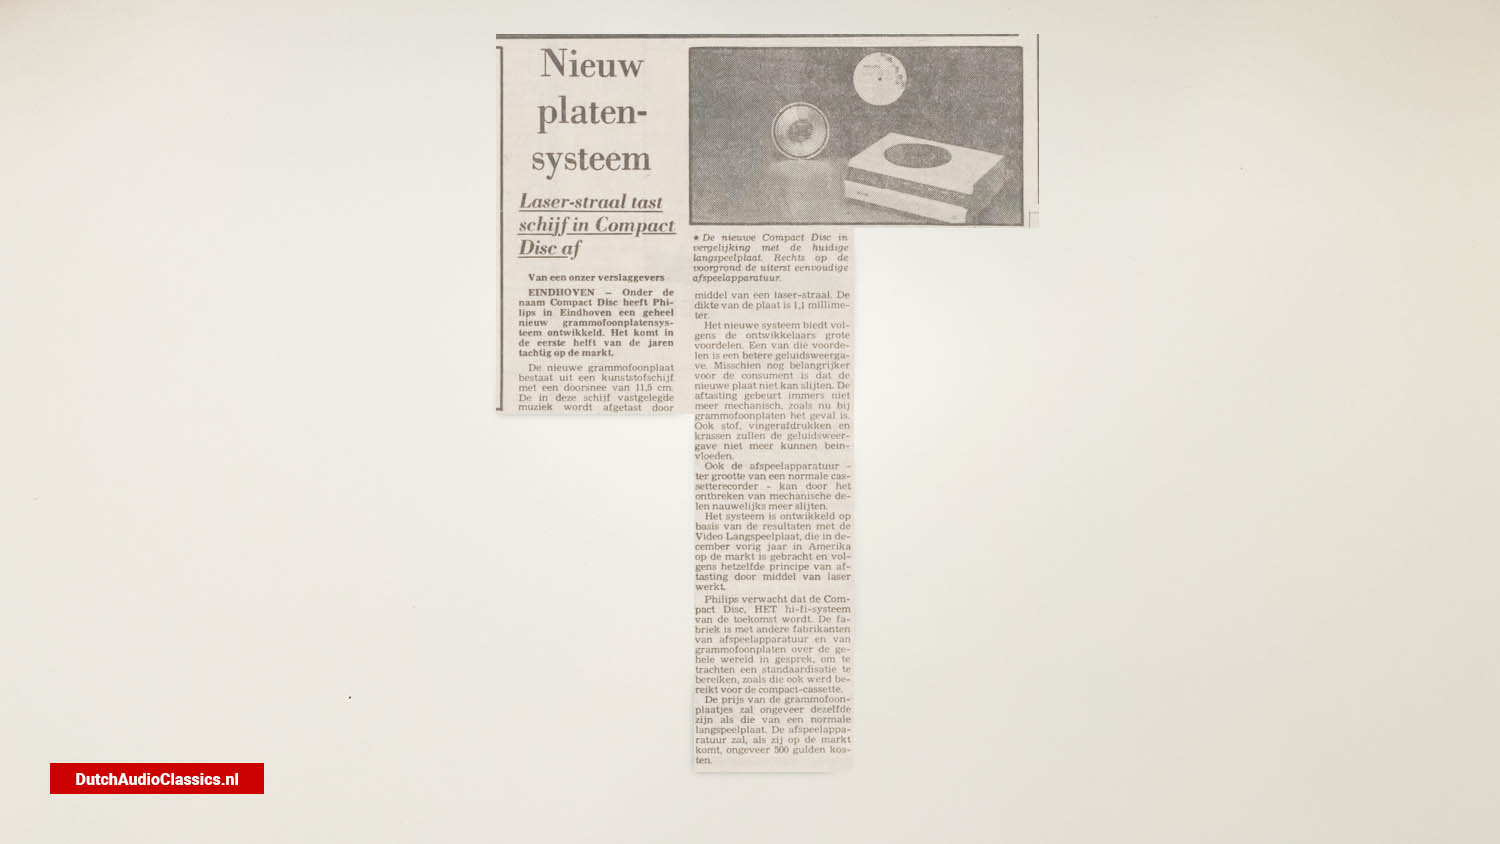 Nieuw
platen-
systeem
Laser-straal tast
schijf in Compact
Disc af
Van een onzer verslaggevers
EINDHOVEN – Onder de
naam Compact Disc heeft Phi-
lips in Eindhoven een geheel
nieuw grammofoonplatensys-
teem ontwikkeld. Het komt in
de eerste helft van de jaren
tachtig op de markt.
De nieuwe grammofoonplaat
bestaat uit een kunststofschijf
met een doorsnee van 11,5 cm.
De in deze schijf vastgelegde
muziek wordt afgetast door
★ De nieuwe Compact Disc in
vergelijking met de huidige
langspeelplaat. Rechts op de
voorgrond de uiterst eenvoudige
afspeelapparatuur.
middel van een laser-straal. De
dikte van de plaat is 1,1 millime-
ter.
Het nieuwe systeem biedt vol-
gens de ontwikkelaars grote
voordelen. Een van die voorde-
len is een betere geluidsweerga-
ve. Misschien nog belangrijker
voor de consument is dat de
nieuwe plaat niet kan slijten. De
aftasting gebeurt immers niet
meer mechanisch, zoals nu bij
grammofoonplaten het geval is.
Ook stof, vingerafdrukken en
krassen zullen de geluidsweer-
gave niet meer kunnen bein-
vloeden.
Ook de afspeelapparatuur -
ter grootte van een normale cas-
setterecorder - kan door het
ontbreken van mechanische de-
len nauwelijks meer slijten.
Het systeem is ontwikkeld op
basis van de resultaten met de
Video Langspeelplaat, die in de-
cember vorig jaar in Amerika
op de markt is gebracht en vol-
gens hetzelfde principe van af-
tasting door middel van laser
werkt.
Philips verwacht dat de Com-
pact Disc, HET hi-fi-systeem
van de toekomst wordt. De fa-
briek is met andere fabrikanten
van afspeelapparatuur en van
grammofoonplaten over de ge-
hele wereld in gesprek, om te
trachten een standaardisatie te
bereiken, zoals die ook werd be-
reikt voor de compact-cassette.
De prijs van de grammofoon-
plaatjes zal ongeveer dezelfde
zijn als die van een normale
langspeelplaat. De afspeelappa-
ratuur zal, als zij op de markt
komt, ongeveer 500 gulden kos-
ten.
DutchAudioClassics.nl